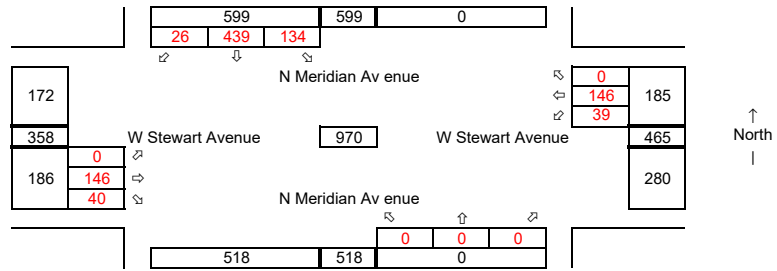 599 599 0
26 439 134
⬃ ⇩ ⬂
N Meridian Av enue
172
⬁ 0
⇦ 146 185
⬃ 39
↑
North
|
358 W Stewart Avenue 970 W Stewart Avenue 465
0 ⬀
186 146 ⇨
40 ⬂
280
N Meridian Av enue
⬁ ⇧ ⬀
0 0 0
518 518 0